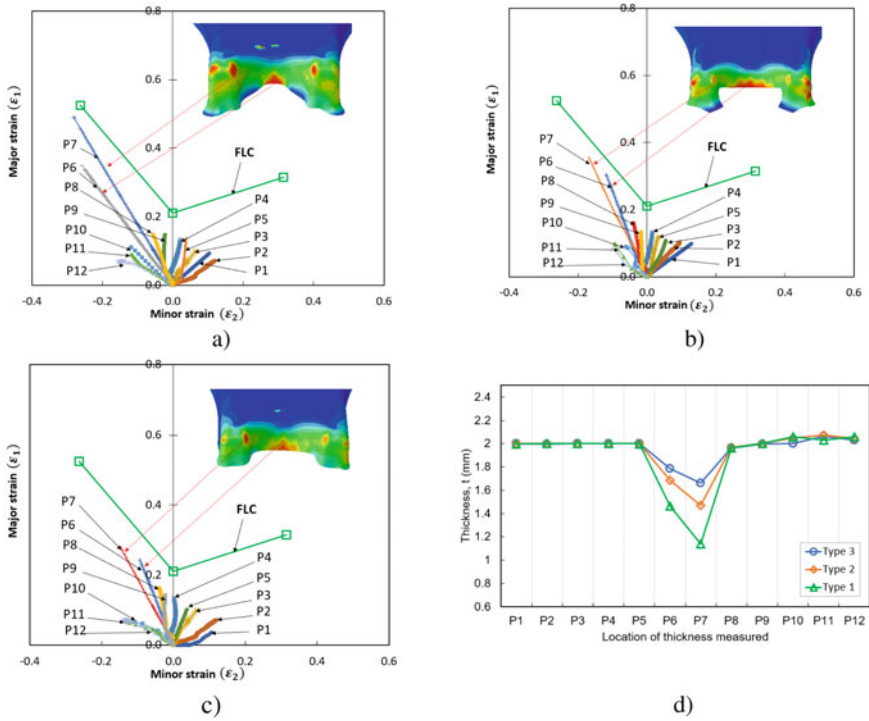 0.8
0.6
0.4
0.2
0.0
-0.4
-0.2
0.0
0.2
0.4
0.6
Major strain (ε₁)
Minor strain (ε₂)
FLC
P7
P6
P8
P9
P10
P11
P12
P4
P5
P3
P2
P1
a)
0.8
0.6
0.4
0.2
0.0
-0.4
-0.2
0.0
0.2
0.4
0.6
Major strain (ε₁)
Minor strain (ε₂)
FLC
P7
P6
P8
P9
P10
P11
P12
P4
P5
P3
P2
P1
b)
0.8
0.6
0.4
0.2
0.0
-0.4
-0.2
0.0
0.2
0.4
0.6
Major strain (ε₁)
Minor strain (ε₂)
FLC
P7
P6
P8
P9
P10
P11
P12
P4
P5
P3
P2
P1
c)
2.4
2.2
2
1.8
1.6
1.4
1.2
1
0.8
0.6
Thickness, t (mm)
Type 3
Type 2
Type 1
P1 P2 P3 P4 P5 P6 P7 P8 P9 P10 P11 P12
Location of thickness measured
d)